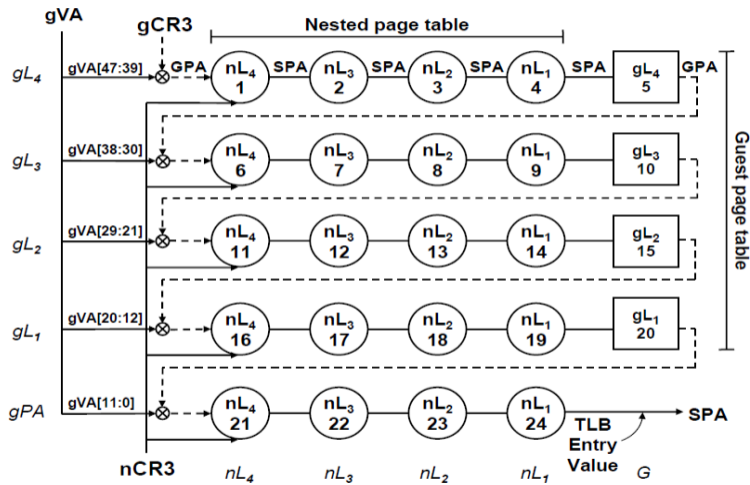 gVA
gCR3
Nested page table
gL4 gVA[47:39] GPA nL4 1 SPA nL3 2 SPA nL2 3 SPA nL1 4 SPA gL4 5 GPA
gL3 gVA[38:30] nL4 6 nL3 7 nL2 8 nL1 9 gL3 10
gL2 gVA[29:21] nL4 11 nL3 12 nL2 13 nL1 14 gL2 15
gL1 gVA[20:12] nL4 16 nL3 17 nL2 18 nL1 19 gL1 20
Guest page table
gPA gVA[11:0] nL4 21 nL3 22 nL2 23 nL1 24 SPA
TLB
Entry
Value
nCR3
nL4 nL3 nL2 nL1 G